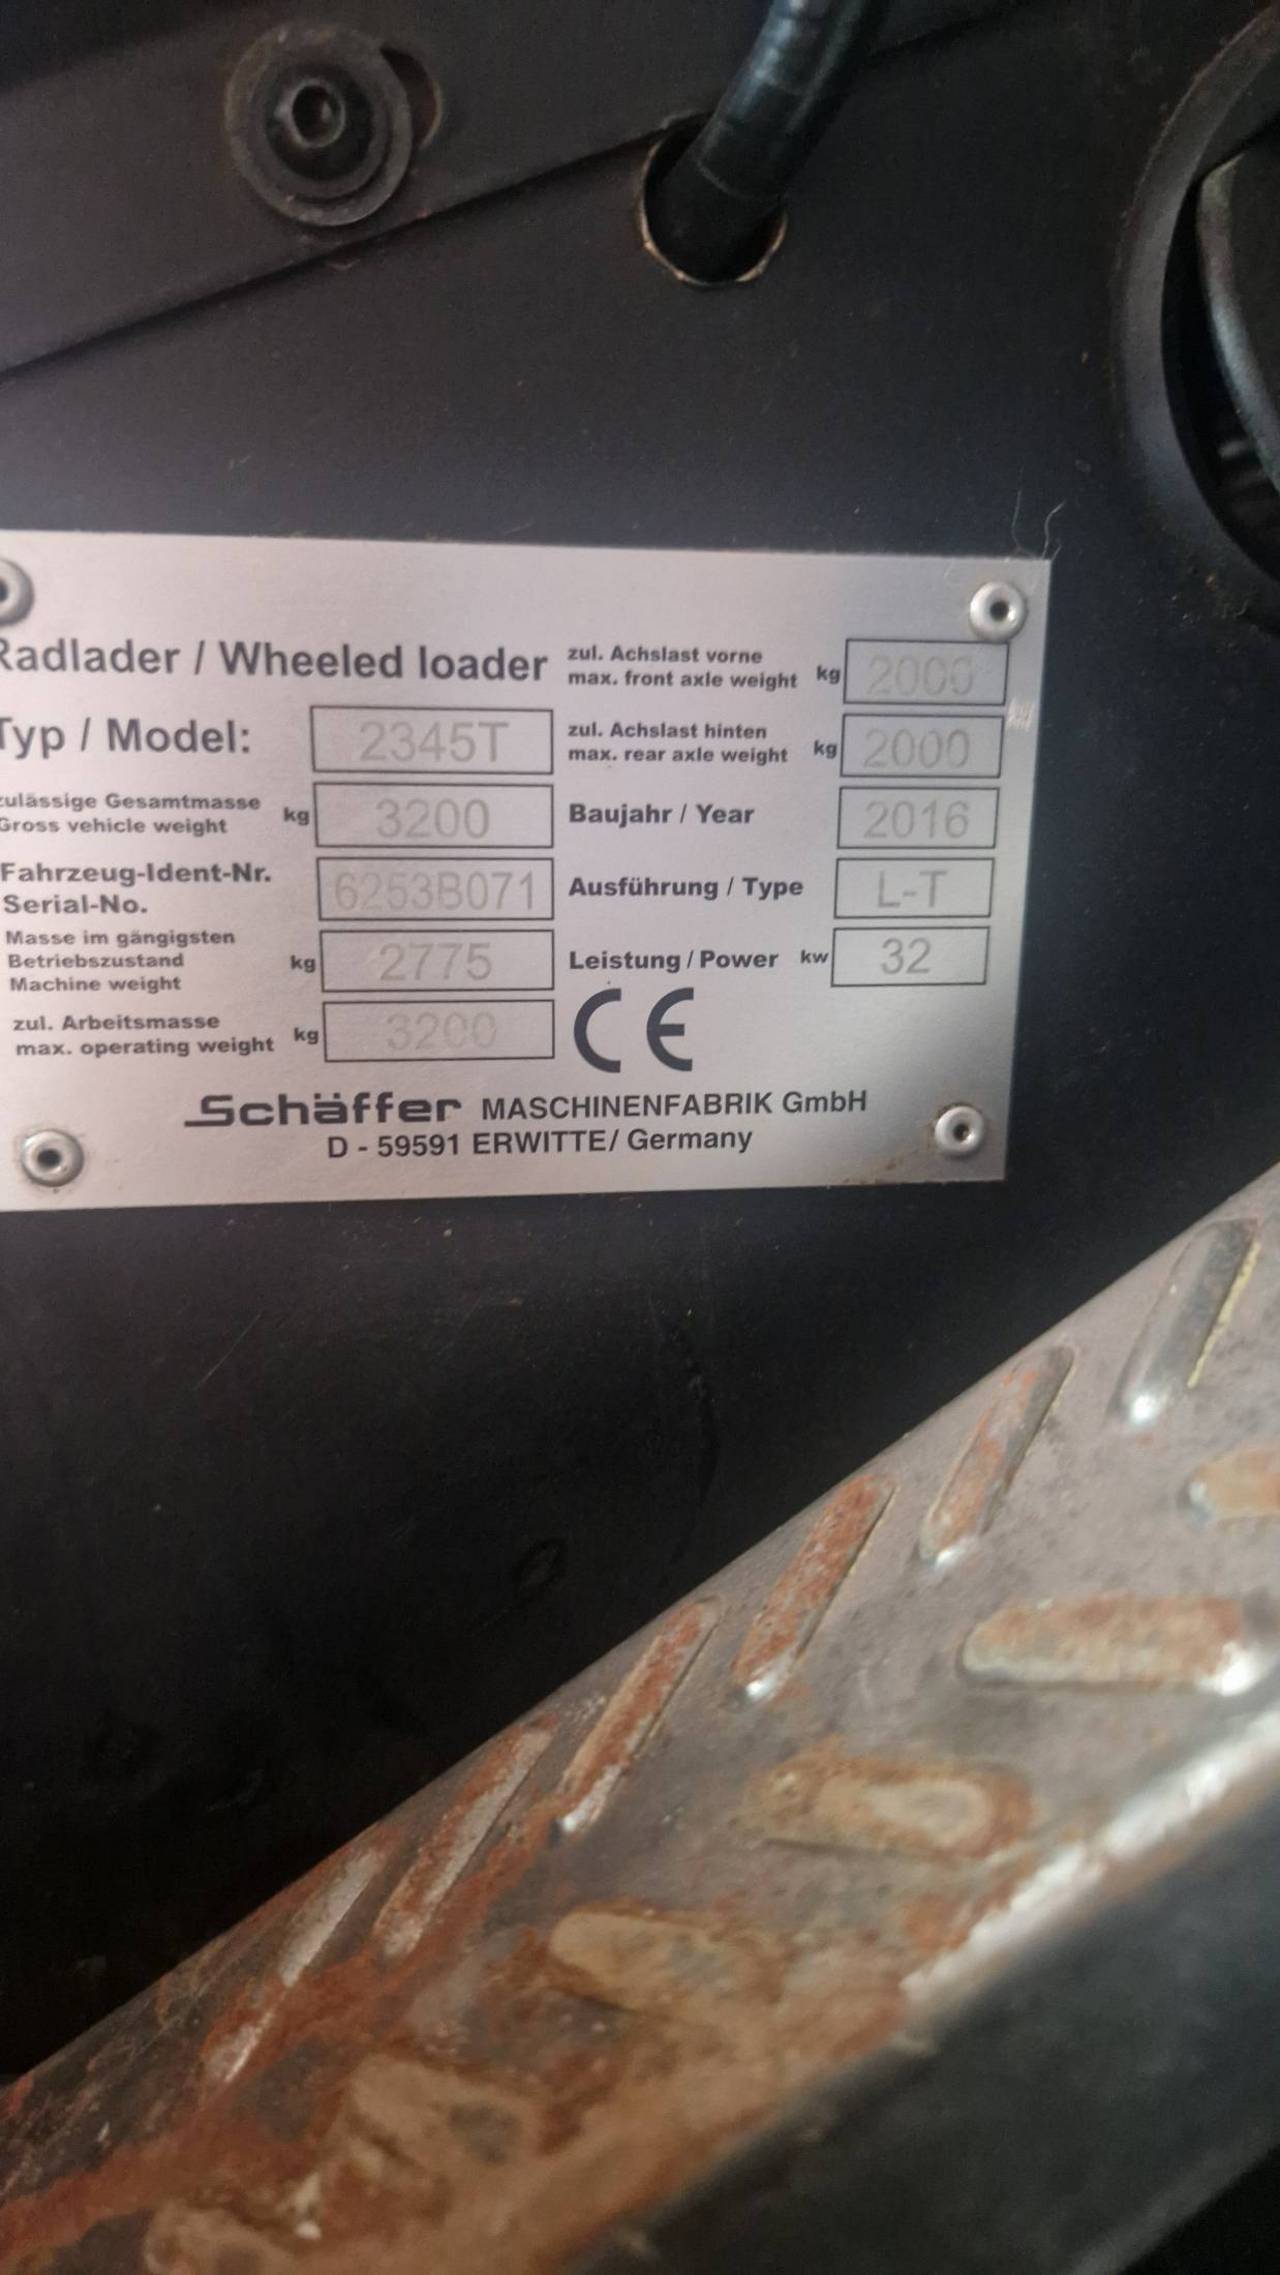 Radlader / Wheeled loader
Typ / Model: 2345T
zulässige Gesamtmasse
Gross vehicle weight kg 3200
Fahrzeug-Ident-Nr.
Serial-No. 6253B071
Masse im gängigsten
Betriebszustand
Machine weight kg 2775
zul. Arbeitsmasse
max. operating weight kg 3200
zul. Achslast vorne
max. front axle weight kg 2000
zul. Achslast hinten
max. rear axle weight kg 2000
Baujahr / Year 2016
Ausführung / Type L-T
Leistung / Power kw 32
CE
Schäffer MASCHINENFABRIK GmbH
D - 59591 ERWITTE/ Germany